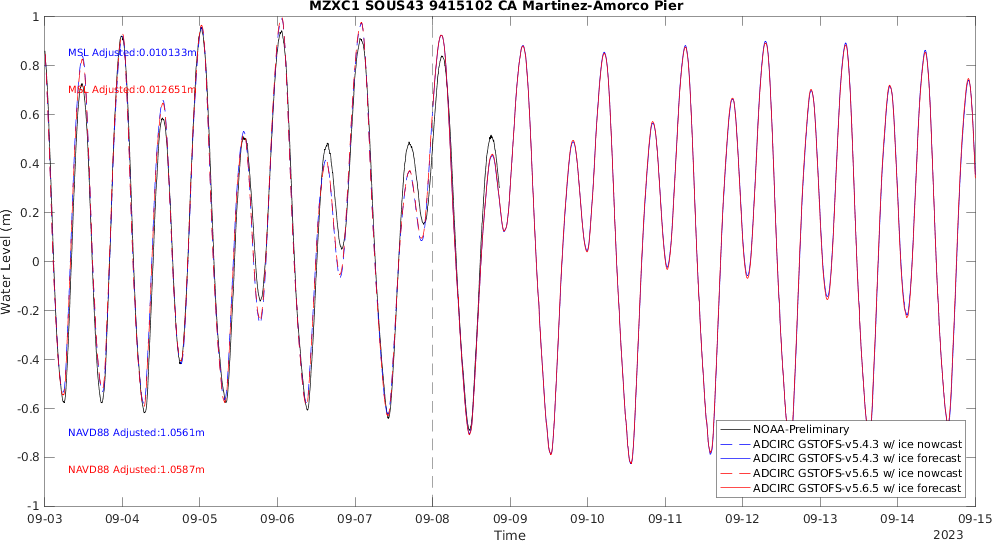 MZXC1 SOUS43 9415102 CA Martinez-Amorco Pier
MSL Adjusted:0.010133m
MSL Adjusted:0.012651m
NAVD88 Adjusted:1.0561m
NAVD88 Adjusted:1.0587m
Water Level (m)
1
0.8
0.6
0.4
0.2
0
-0.2
-0.4
-0.6
-0.8
-1
NOAA-Preliminary
ADCIRC GSTOFS-v5.4.3 w/ ice nowcast
ADCIRC GSTOFS-v5.4.3 w/ ice forecast
ADCIRC GSTOFS-v5.6.5 w/ ice nowcast
ADCIRC GSTOFS-v5.6.5 w/ ice forecast
09-03 09-04 09-05 09-06 09-07 09-08 09-09 09-10 09-11 09-12 09-13 09-14 09-15
Time
2023